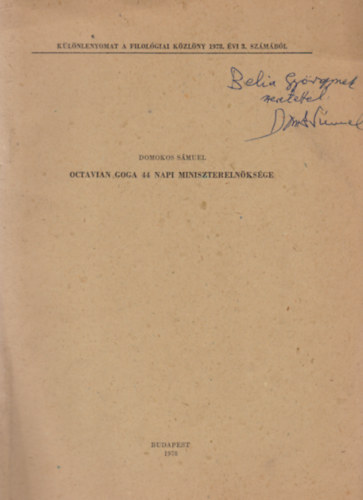 KÜLÖNLENYOMAT A FILOLÓGIAI KÖZLÖNY 1978. ÉVI 3. SZÁMÁBÓL
Belia Györgynek
szeretettel
Domokos Sámuel
DOMOKOS SÁMUEL
OCTAVIAN GOGA 44 NAPI MINISZTERELNÖKSÉGE
BUDAPEST
1978